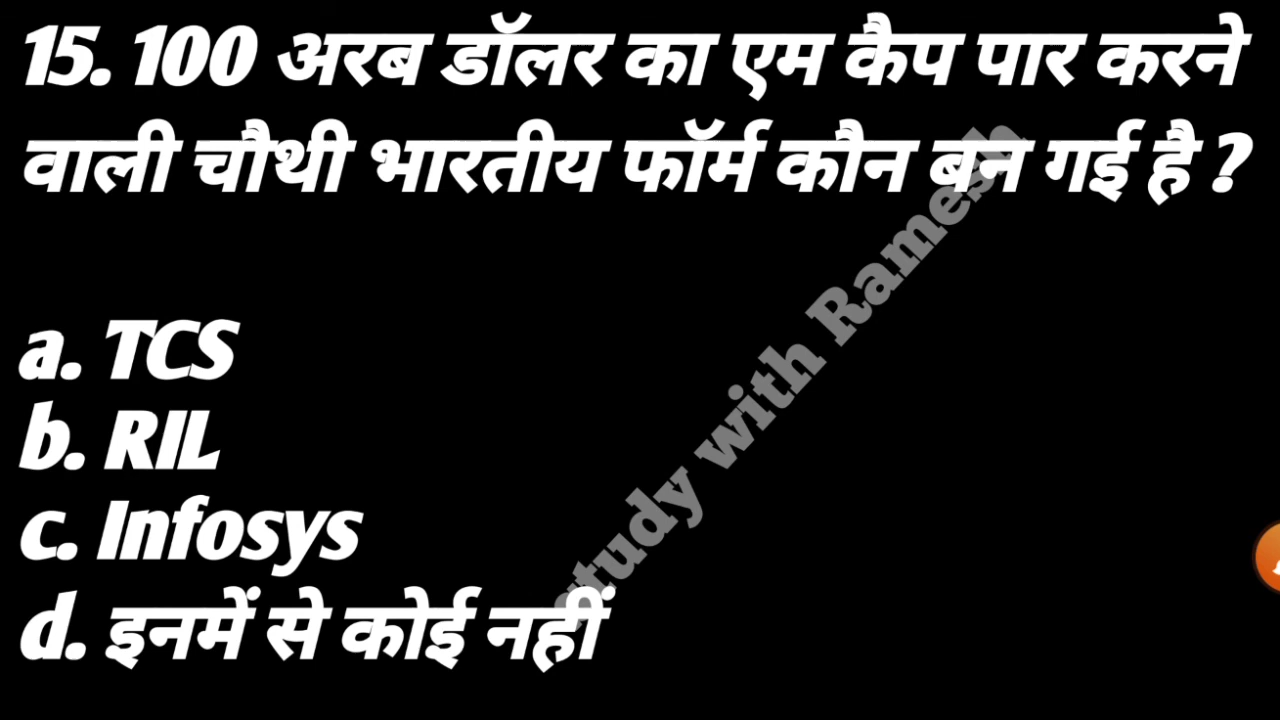 15. 100 अरब डॉलर का एम कैप पार करने
वाली चौथी भारतीय फॉर्म कौन बन गई है ?
a. TCS
b. RIL
c. Infosys
d. इनमें से कोई नहीं
study with Ramesh